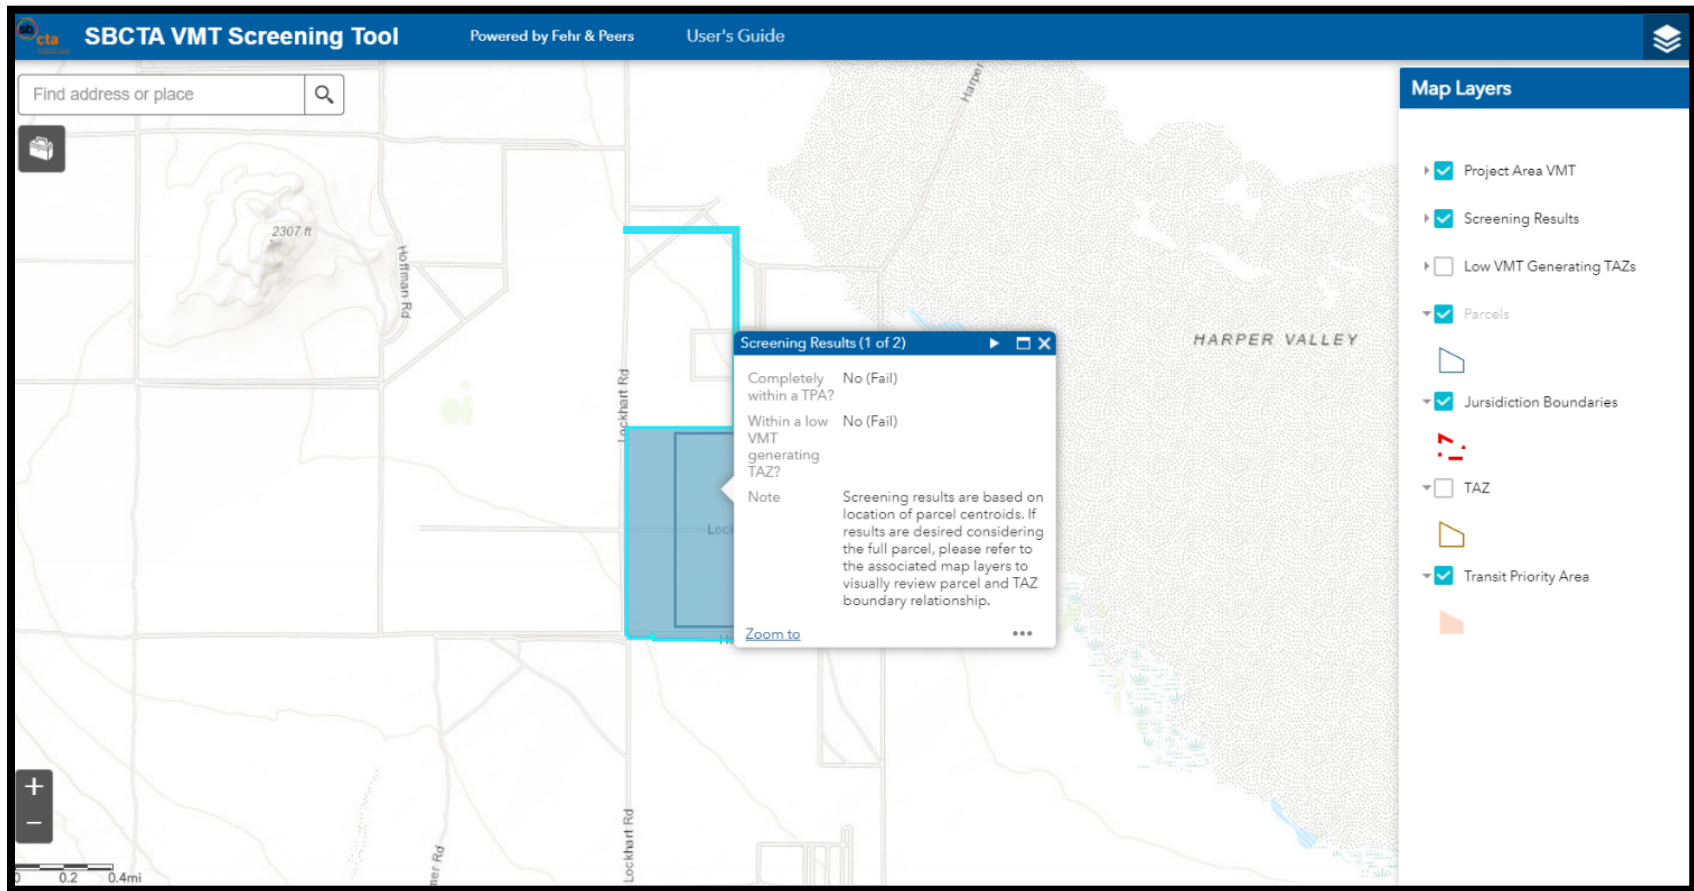 sb
cta
SBCTA VMT Screening Tool
Powered by Fehr & Peers
User's Guide
Find address or place
Map Layers
Project Area VMT
Screening Results
Low VMT Generating TAZs
Parcels
Jursidiction Boundaries
TAZ
Transit Priority Area
Harper
2307 ft
Hoffman Rd
HARPER VALLEY
Lockhart Rd
Screening Results (1 of 2)
Completely No (Fail)
within a TPA?
Within a low No (Fail)
VMT
generating
TAZ?
Note Screening results are based on
location of parcel centroids. If
results are desired considering
the full parcel, please refer to
the associated map layers to
visually review parcel and TAZ
boundary relationship.
Zoom to
Lockhart Rd
+
−
0.2 0.4mi